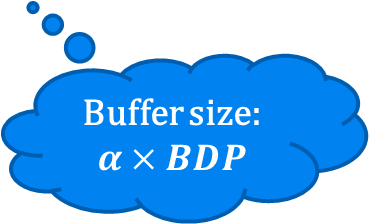 Buffer size:
α × BDP